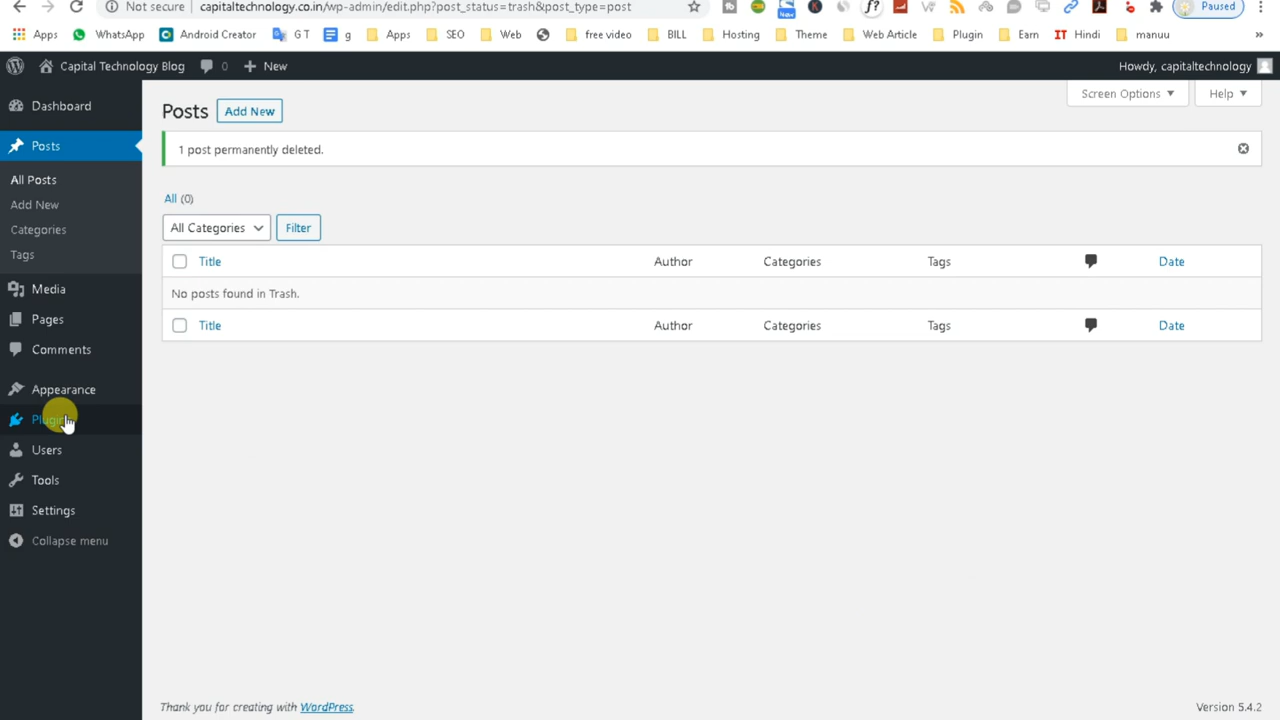 Not secure capitaltechnology.co.in/wp-admin/edit.php?post_status=trash&post_type=post Paused
Apps WhatsApp Android Creator G T g Apps SEO Web free video BILL Hosting Theme Web Article Plugin Earn IT Hindi manuu »
Capital Technology Blog 0 + New Howdy, capitaltechnology
Screen Options Help
Dashboard
Posts Add New
Posts
1 post permanently deleted.
All Posts
Add New
Categories
Tags
Media
Pages
Comments
Appearance
Users
Tools
Settings
Collapse menu
All (0)
All Categories Filter
Title Author Categories Tags Date
No posts found in Trash.
Title Author Categories Tags Date
Thank you for creating with WordPress. Version 5.4.2